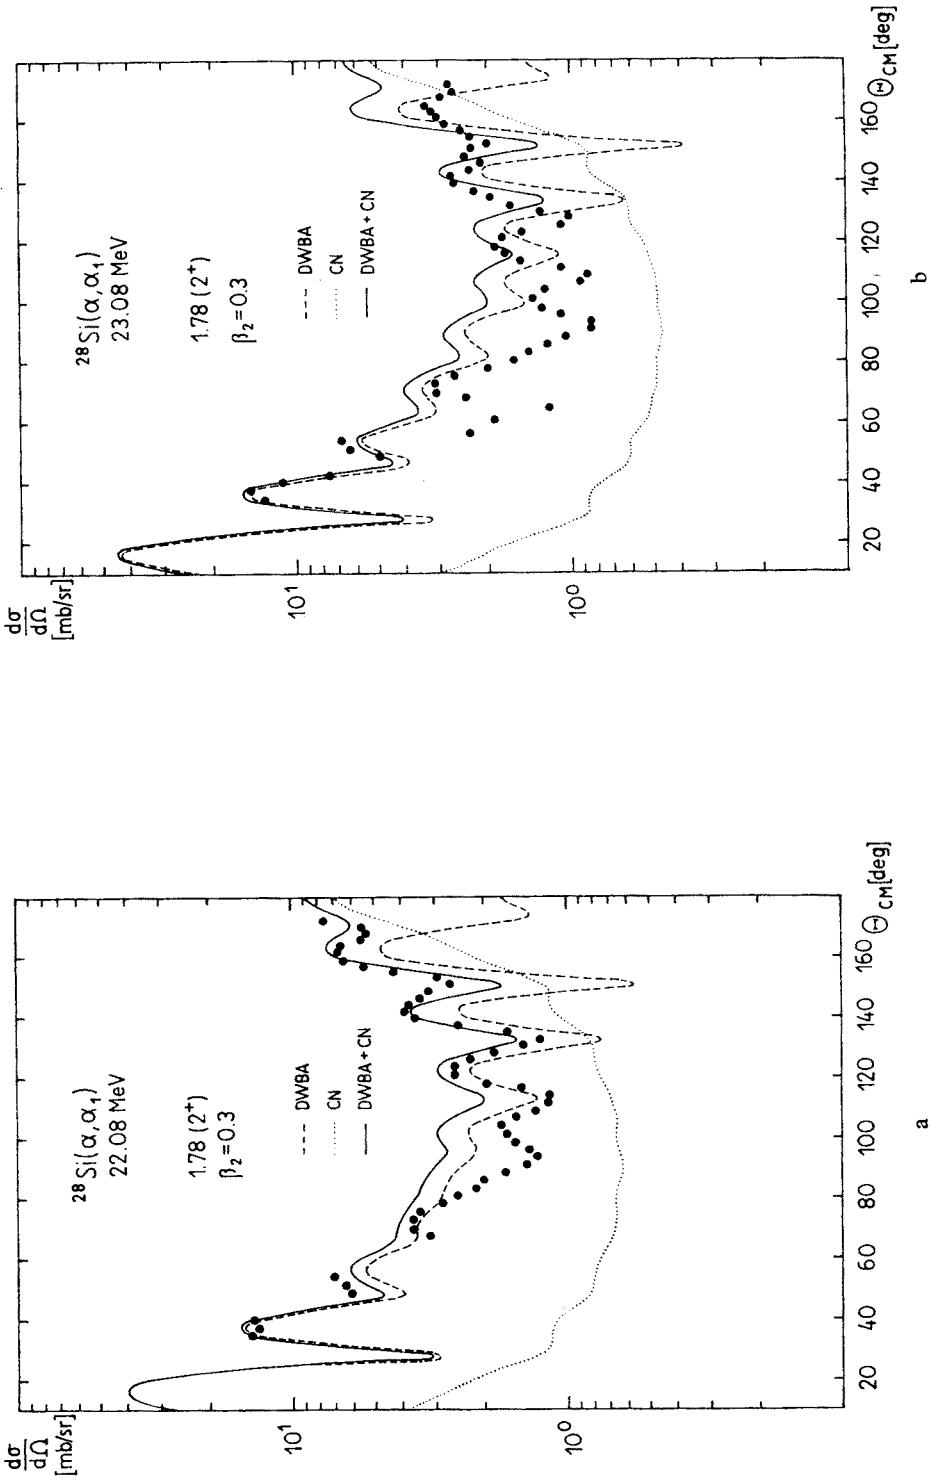 dσ
dΩ
[mb/sr]
10¹
10⁰
²⁸Si(α,α₁)
22.08 MeV
1.78 (2⁺)
β₂=0.3
--- DWBA
...... CN
— DWBA + CN
20
40
60
80
100
120
140
160
Θ_CM[deg]
a
dσ
dΩ
[mb/sr]
10¹
10⁰
²⁸Si(α,α₁)
23.08 MeV
1.78 (2⁺)
β₂=0.3
--- DWBA
...... CN
— DWBA + CN
20
40
60
80
100
120
140
160
Θ_CM[deg]
b